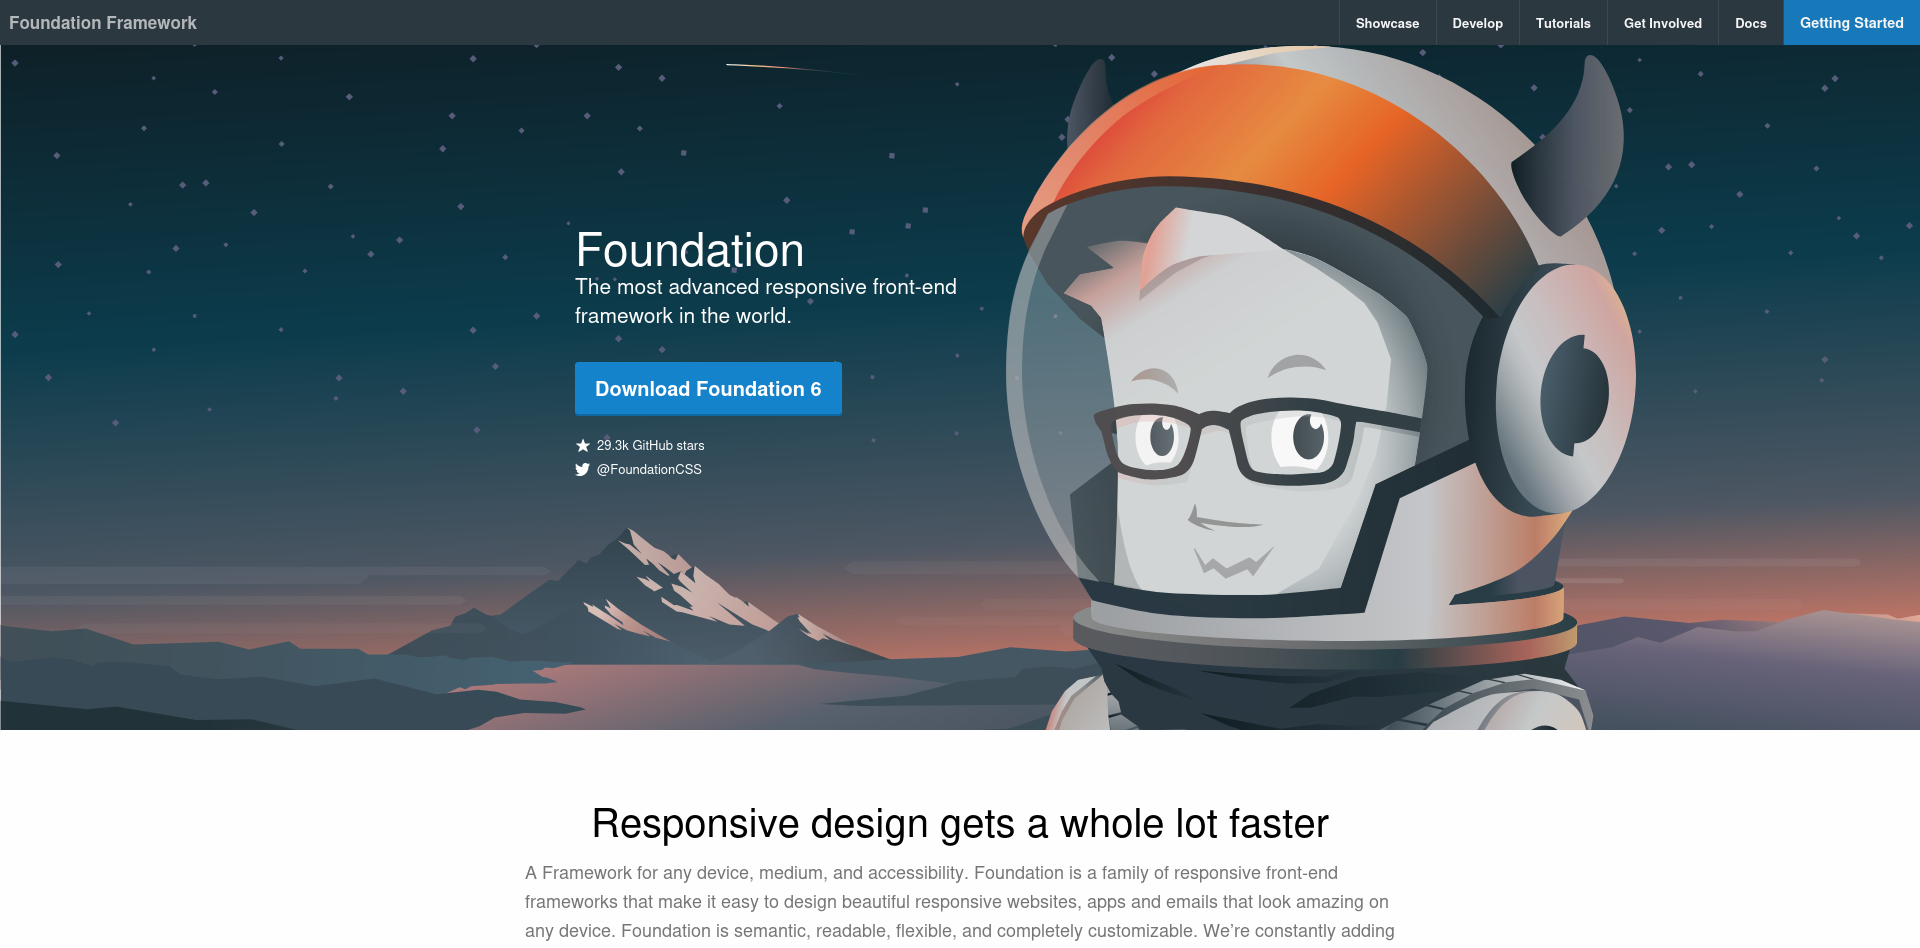 Foundation Framework
Showcase
Develop
Tutorials
Get Involved
Docs
Getting Started
Foundation
The most advanced responsive front-end
framework in the world.
Download Foundation 6
29.3k GitHub stars
@FoundationCSS
Responsive design gets a whole lot faster
A Framework for any device, medium, and accessibility. Foundation is a family of responsive front-end
frameworks that make it easy to design beautiful responsive websites, apps and emails that look amazing on
any device. Foundation is semantic, readable, flexible, and completely customizable. We’re constantly adding